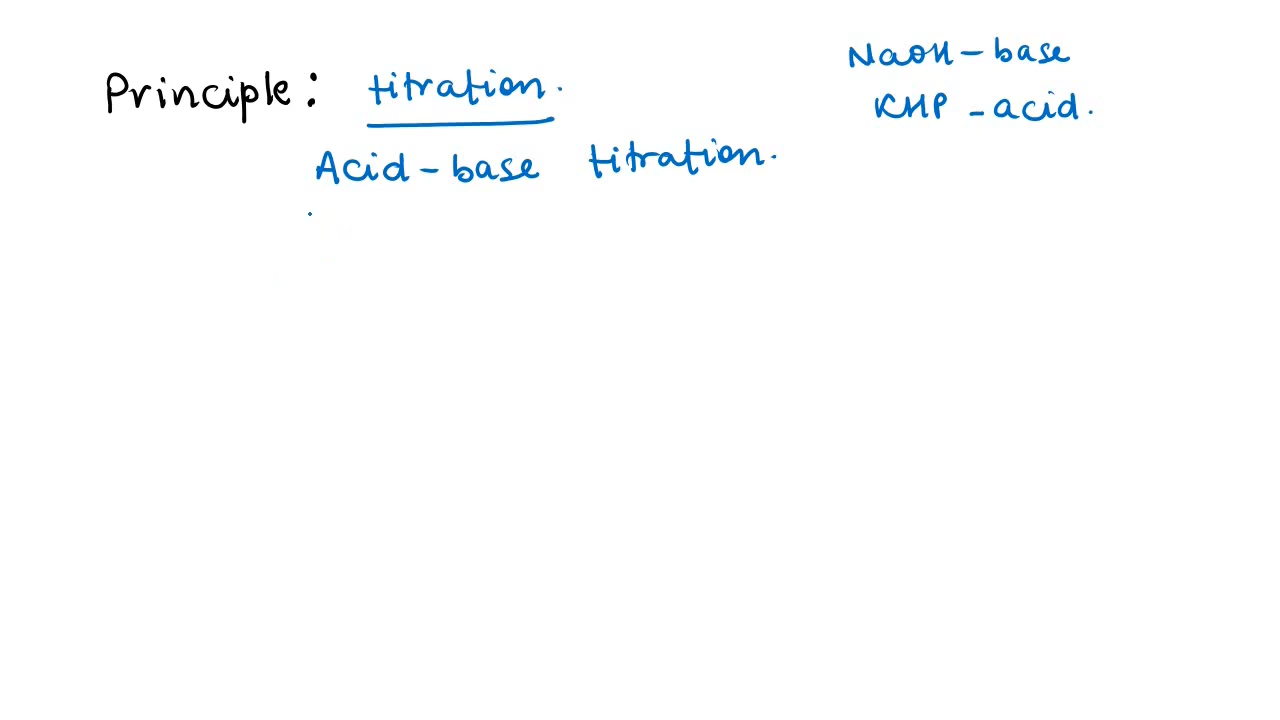 Principle: titration.
Acid-base titration.
NaOH - base
KHP - acid.